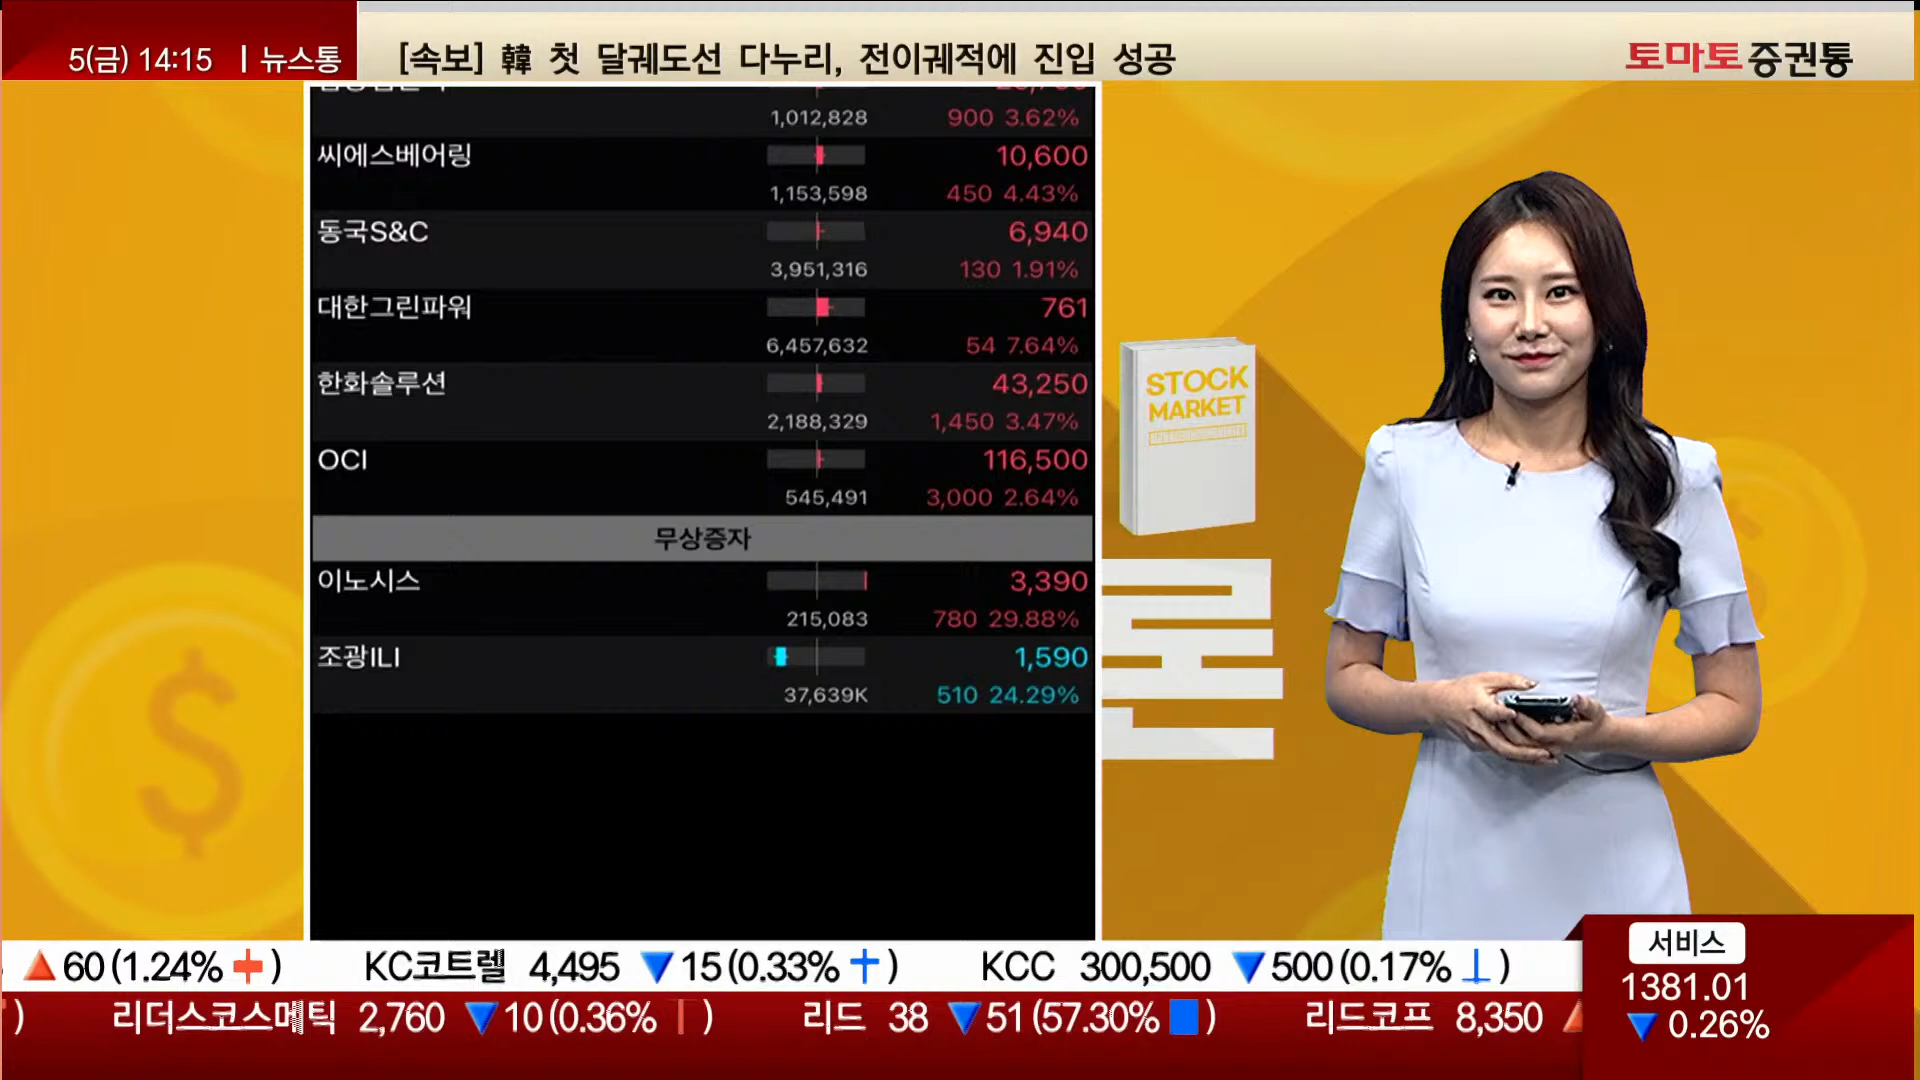 5(금) 14:15 | 뉴스통
[속보] 韓 첫 달궤도선 다누리, 전이궤적에 진입 성공
토마토증권통
1,012,828 900 3.62%
씨에스베어링 10,600
1,153,598 450 4.43%
동국S&C 6,940
3,951,316 130 1.91%
대한그린파워 761
6,457,632 54 7.64%
한화솔루션 43,250
2,188,329 1,450 3.47%
OCI 116,500
545,491 3,000 2.64%
무상증자
이노시스 3,390
215,083 780 29.88%
조광ILI 1,590
37,639K 510 24.29%
STOCK
MARKET
론
▲60(1.24% ) KC코트렐 4,495 ▼15(0.33% ) KCC 300,500 ▼500(0.17% )
) 리더스코스메틱 2,760 ▼10(0.36% ) 리드 38 ▼51(57.30% ) 리드코프 8,350
서비스
1381.01
▼ 0.26%